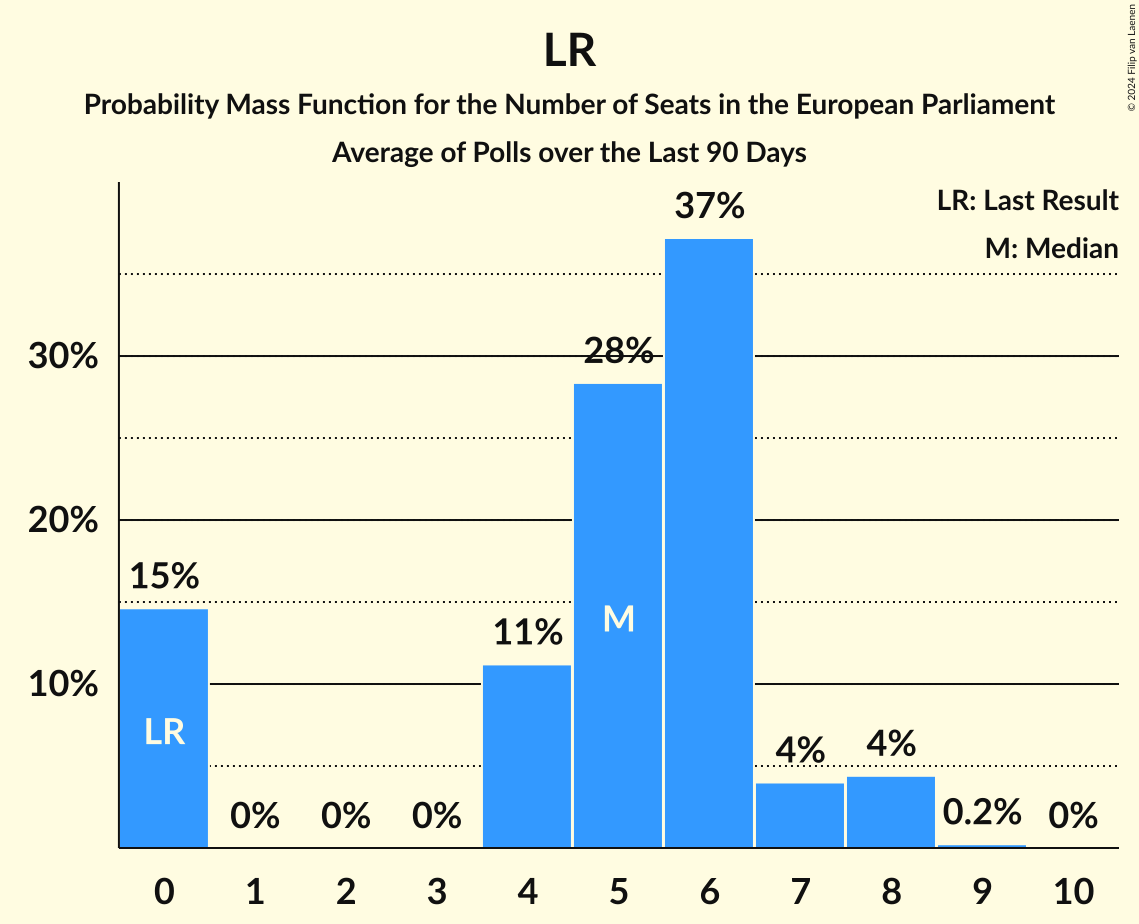 LR
Probability Mass Function for the Number of Seats in the European Parliament
Average of Polls over the Last 90 Days
© 2024 Filip van Laenen
LR: Last Result
M: Median
37%
30%
28%
20%
15%
M
11%
10%
LR
4%
4%
0%
0%
0%
0.2%
0%
0 1 2 3 4 5 6 7 8 9 10